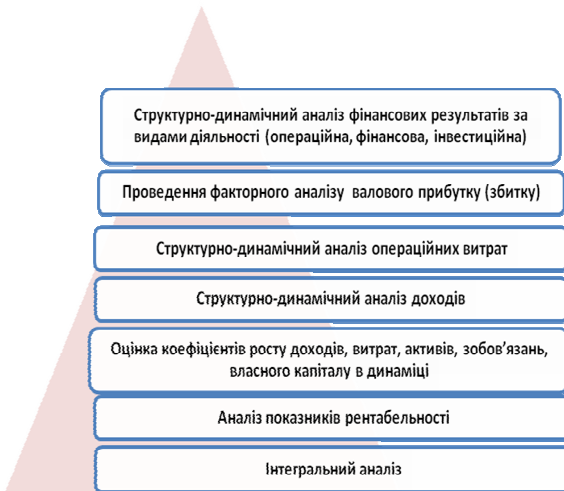 Структурно-динамічний аналіз фінансових результатів за
видами діяльності (операційна, фінансова, інвестиційна)
Проведення факторного аналізу валового прибутку (збитку)
Структурно-динамічний аналіз операційних витрат
Структурно-динамічний аналіз доходів
Оцінка коефіцієнтів росту доходів, витрат, активів, зобов’язань,
власного капіталу в динаміці
Аналіз показників рентабельності
Інтегральний аналіз